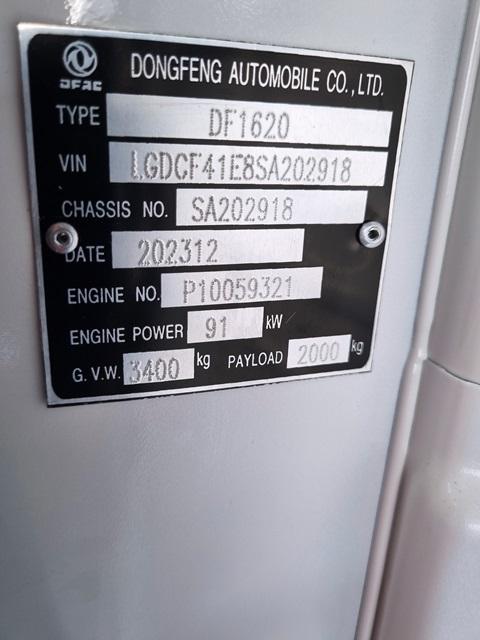 DFAC
DONGFENG AUTOMOBILE CO.,LTD.
TYPE DF1620
VIN LGDCF41E8SA202918
CHASSIS NO. SA202918
DATE 202312
ENGINE NO. P10059321
ENGINE POWER 91 kW
G.V.W. 3400 kg PAYLOAD 2000 kg